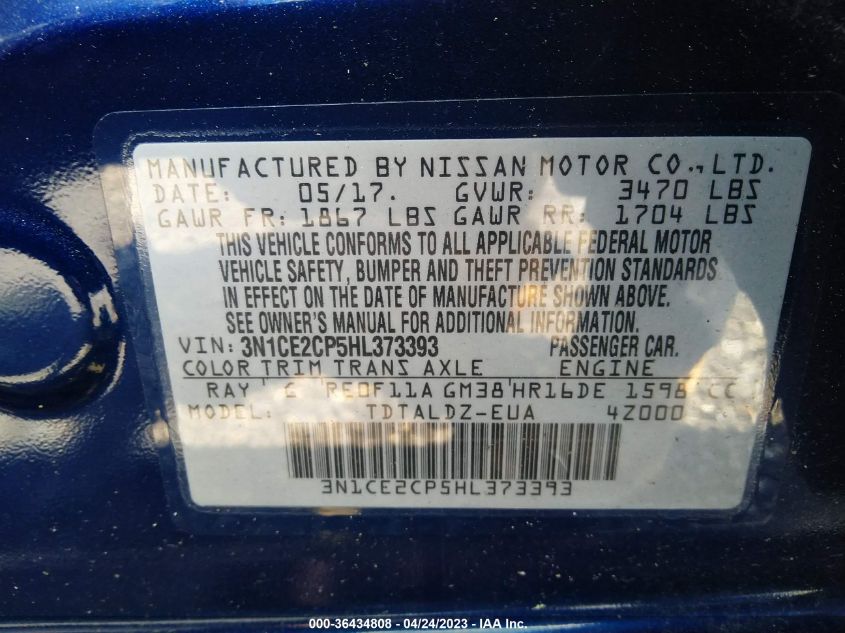 MANUFACTURED BY NISSAN MOTOR CO., LTD.
DATE: 05/17. GVWR: 3470 LBS
GAWR FR: 1867 LBS GAWR RR: 1704 LBS
THIS VEHICLE CONFORMS TO ALL APPLICABLE FEDERAL MOTOR
VEHICLE SAFETY, BUMPER AND THEFT PREVENTION STANDARDS
IN EFFECT ON THE DATE OF MANUFACTURE SHOWN ABOVE.
SEE OWNER'S MANUAL FOR ADDITIONAL INFORMATION.
VIN: 3N1CE2CP5HL373393 PASSENGER CAR.
COLOR TRIM TRANS AXLE ENGINE
RAY ' G 'RE0F11A GM38'HR16DE 1598 CC
MODEL: TDTALDZ-EUA 4Z000
3N1CE2CP5HL373393
000-36434808 - 04/24/2023 - IAA Inc.